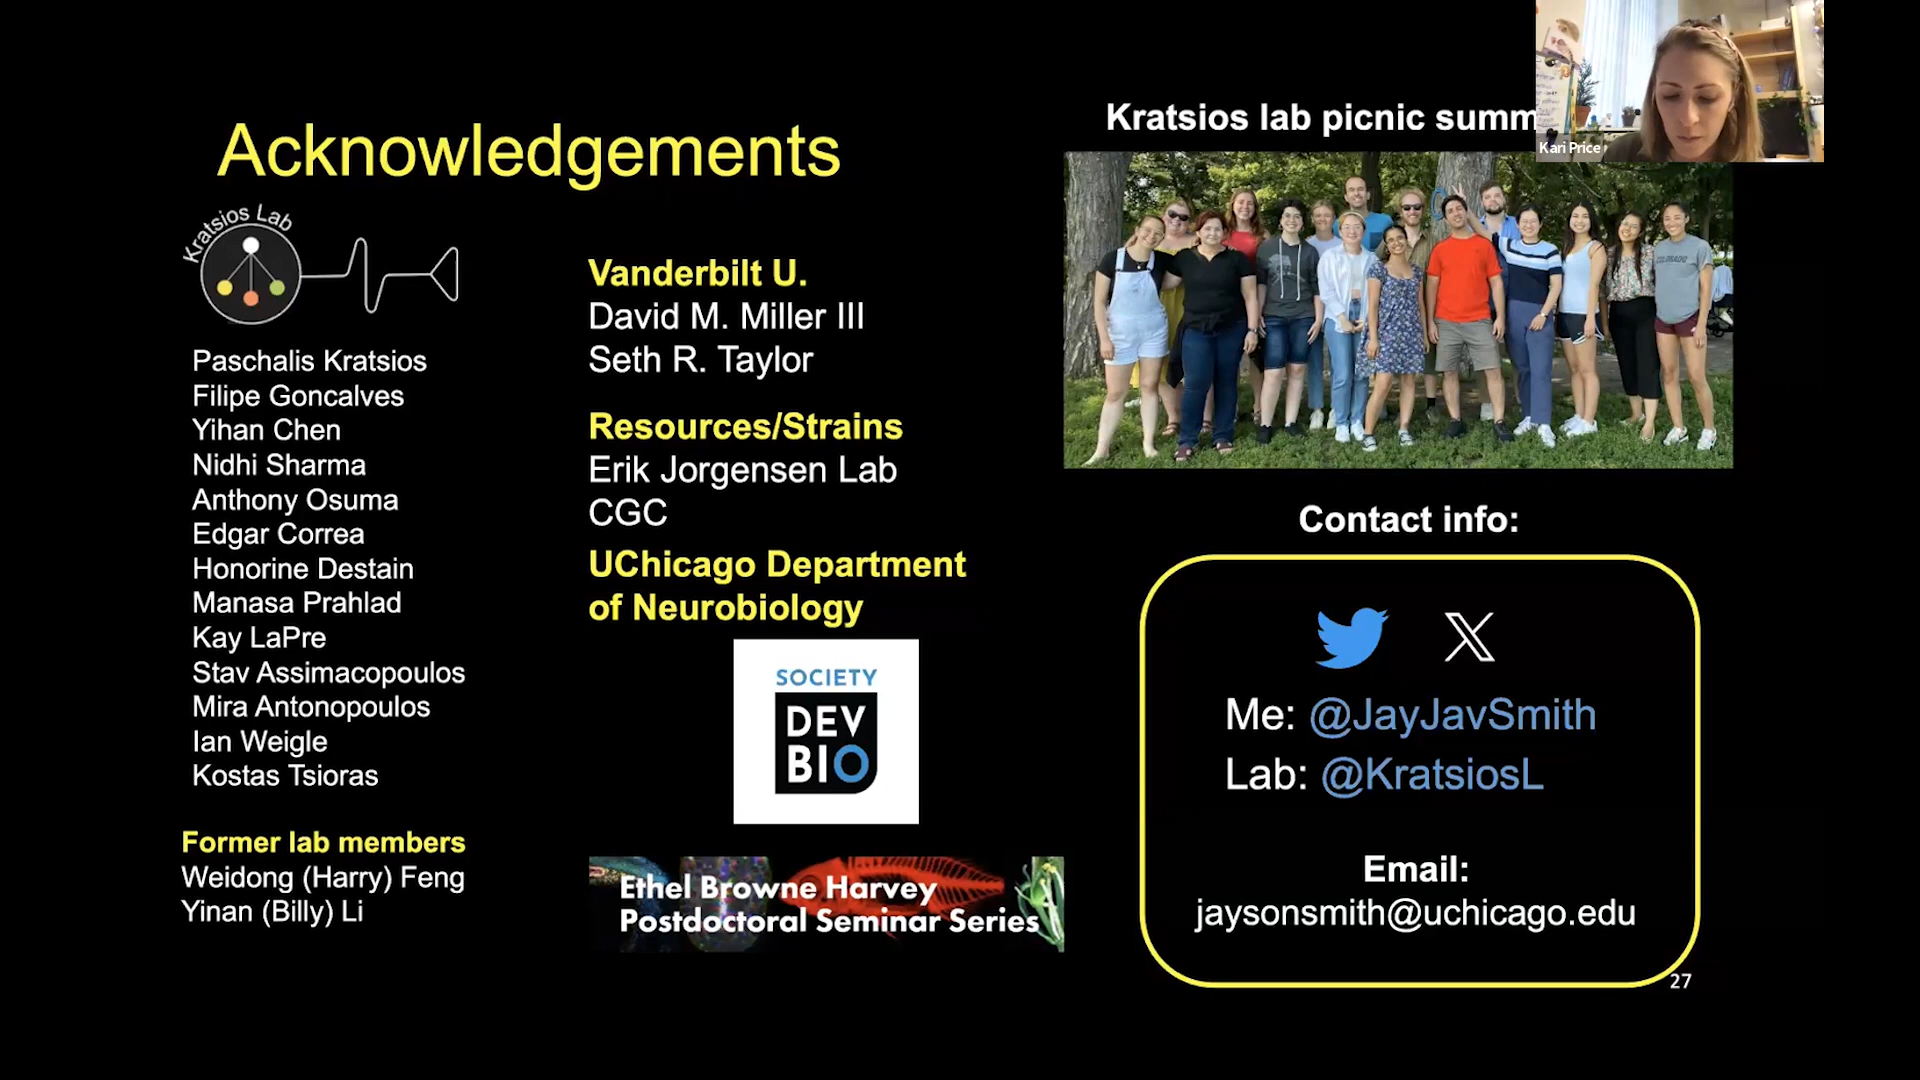 Acknowledgements
Kratsios Lab
Paschalis Kratsios
Filipe Goncalves
Yihan Chen
Nidhi Sharma
Anthony Osuma
Edgar Correa
Honorine Destain
Manasa Prahlad
Kay LaPre
Stav Assimacopoulos
Mira Antonopoulos
Ian Weigle
Kostas Tsioras
Former lab members
Weidong (Harry) Feng
Yinan (Billy) Li
Vanderbilt U.
David M. Miller III
Seth R. Taylor
Resources/Strains
Erik Jorgensen Lab
CGC
UChicago Department
of Neurobiology
SOCIETY
DEV
BIO
Ethel Browne Harvey
Postdoctoral Seminar Series
Kratsios lab picnic summ
Kari Price
COLORADO
Contact info:
Me: @JayJavSmith
Lab: @KratsiosL
Email:
jaysonsmith@uchicago.edu
27